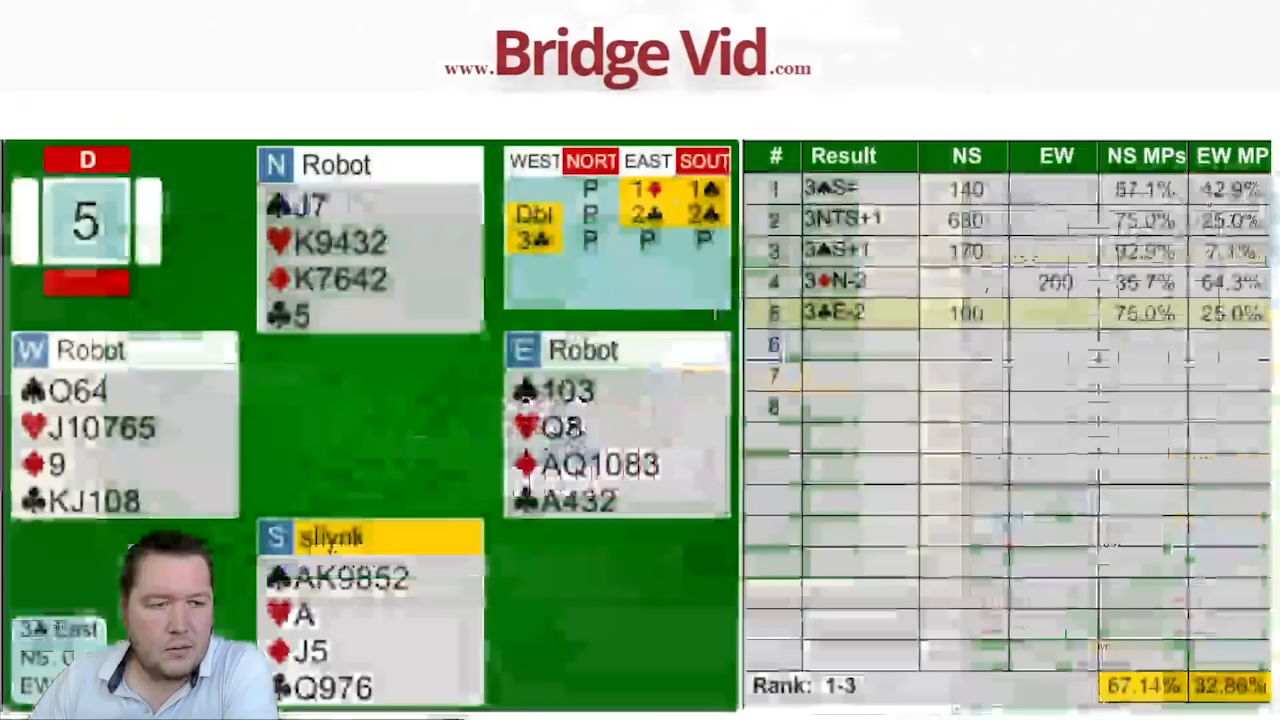 www.Bridge Vid.com
D
5
N Robot
♠J7
♥K9432
♦K7642
♣5
WEST NORT EAST SOUT
P 1♦ 1♠
Dbl P 2♣ 2♠
3♣ P P P
W Robot
♠Q64
♥J10765
♦9
♣KJ108
E Robot
♠103
♥Q8
♦AQ1083
♣A432
S
♠AK9852
♥A
♦J5
♣Q976
3♣ East
NS:
EW
# Result NS EW NS MPs EW MP
1 3♠S= 140 57.1% 42.9%
2 3NTS+1 630 75.0% 25.0%
3 3♠S+1 170 92.9% 7.1%
4 3♦N-2 200 35.7% 64.3%
5 3♣E-2 100 75.0% 25.0%
6
7
8
Rank: 1-3 67.14% 32.86%